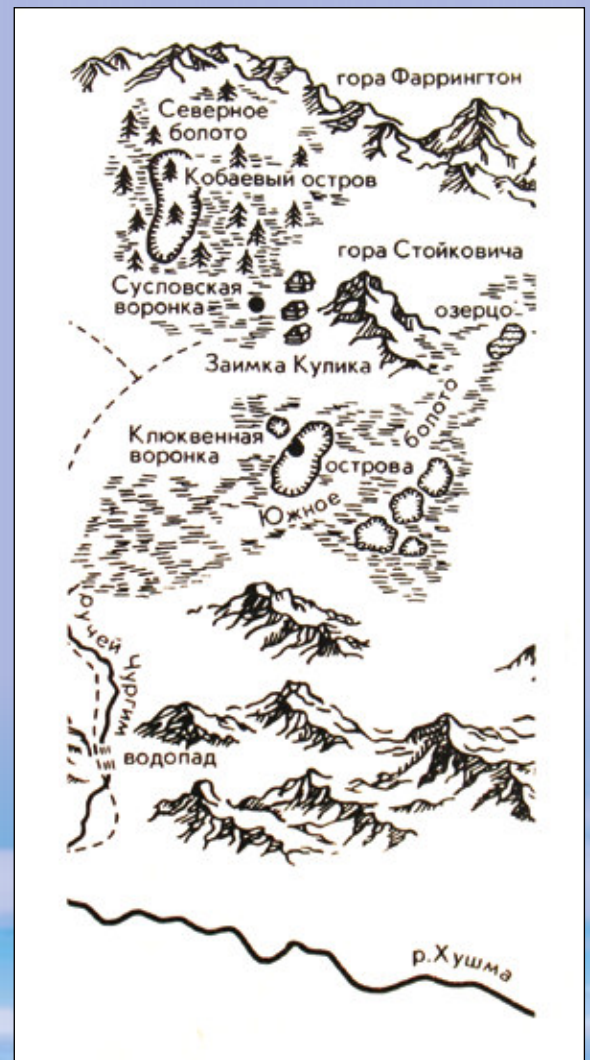 гора Фаррингтон
Северное
болото
Кобаевый остров
гора Стойковича
Сусловская
воронка
озерцо
Заимка Кулика
болото
Клюквенная
воронка
острова
Южное
ручей Чургим
водопад
р. Хушма